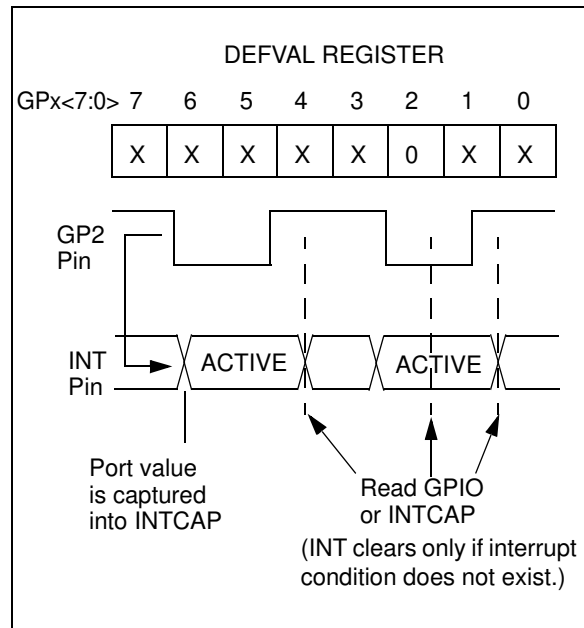 DEFVAL REGISTER
GPx<7:0> 7 6 5 4 3 2 1 0
X X X X X 0 X X
GP2
Pin
INT
Pin
ACTIVE ACTIVE
Port value
is captured
into INTCAP
Read GPIO
or INTCAP
(INT clears only if interrupt
condition does not exist.)